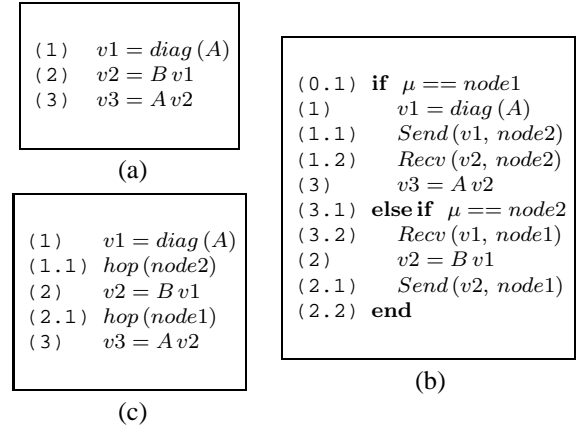 (1) v1 = diag (A)
(2) v2 = B v1
(3) v3 = A v2
(a)
(1) v1 = diag (A)
(1.1) hop (node2)
(2) v2 = B v1
(2.1) hop (node1)
(3) v3 = A v2
(c)
(0.1) if μ == node1
(1) v1 = diag (A)
(1.1) Send (v1, node2)
(1.2) Recv (v2, node2)
(3) v3 = A v2
(3.1) else if μ == node2
(3.2) Recv (v1, node1)
(2) v2 = B v1
(2.1) Send (v2, node1)
(2.2) end
(b)